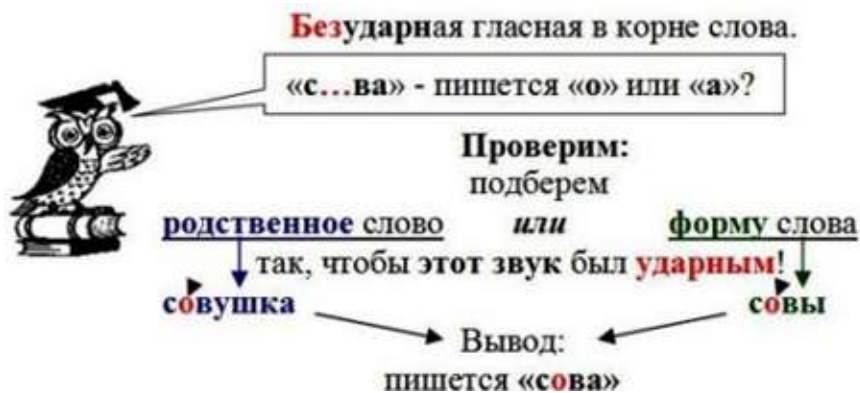 Безударная гласная в корне слова.
«с...ва» - пишется «о» или «а»?
Проверим:
подберем
родственное слово или форму слова
так, чтобы этот звук был ударным!
совушка совы
Вывод:
пишется «сова»